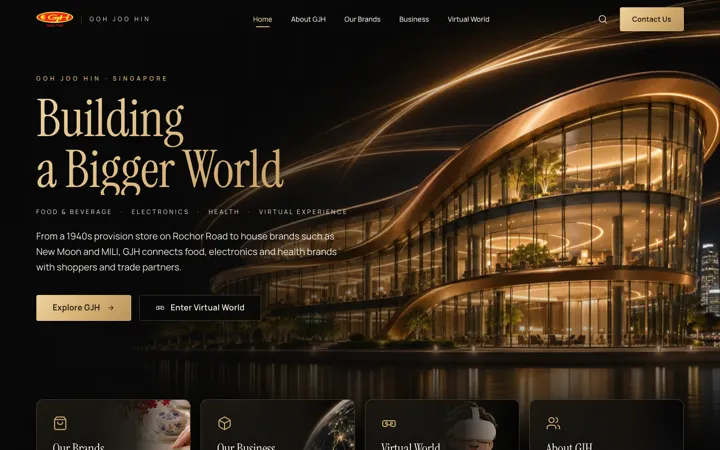 GJH
GOH JOO HIN
Home
About GJH
Our Brands
Business
Virtual World
Contact Us
GOH JOO HIN · SINGAPORE
Building
a Bigger World
FOOD & BEVERAGE · ELECTRONICS · HEALTH · VIRTUAL EXPERIENCE
From a 1940s provision store on Rochor Road to house brands such as
New Moon and MILI, GJH connects food, electronics and health brands
with shoppers and trade partners.
Explore GJH →
Enter Virtual World
Our Brands
Our Business
Virtual World
About GJH